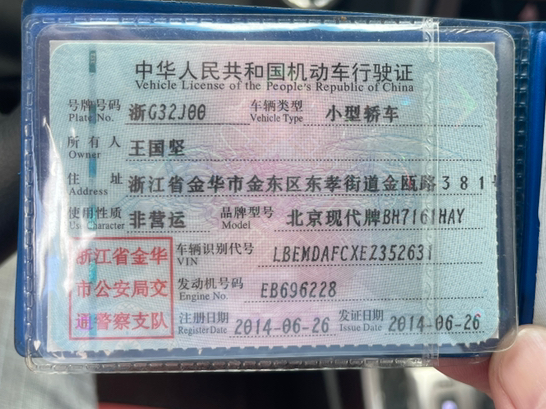 中华人民共和国机动车行驶证
Vehicle License of the People's Republic of China
号牌号码 浙G32J00 车辆类型 小型轿车
Plate No. Vehicle Type
所有人 王国坚
Owner
住址 浙江省金华市金东区东孝街道金瓯路381号
Address
使用性质 非营运 品牌型号 北京现代牌BH7161HAY
Use Character Model
浙江省金华
市公安局交
通警察支队
车辆识别代号 LBEMDAFCXEZ352631
VIN
发动机号码 EB696228
Engine No.
注册日期 2014-06-26 发证日期 2014-06-26
Register Date Issue Date